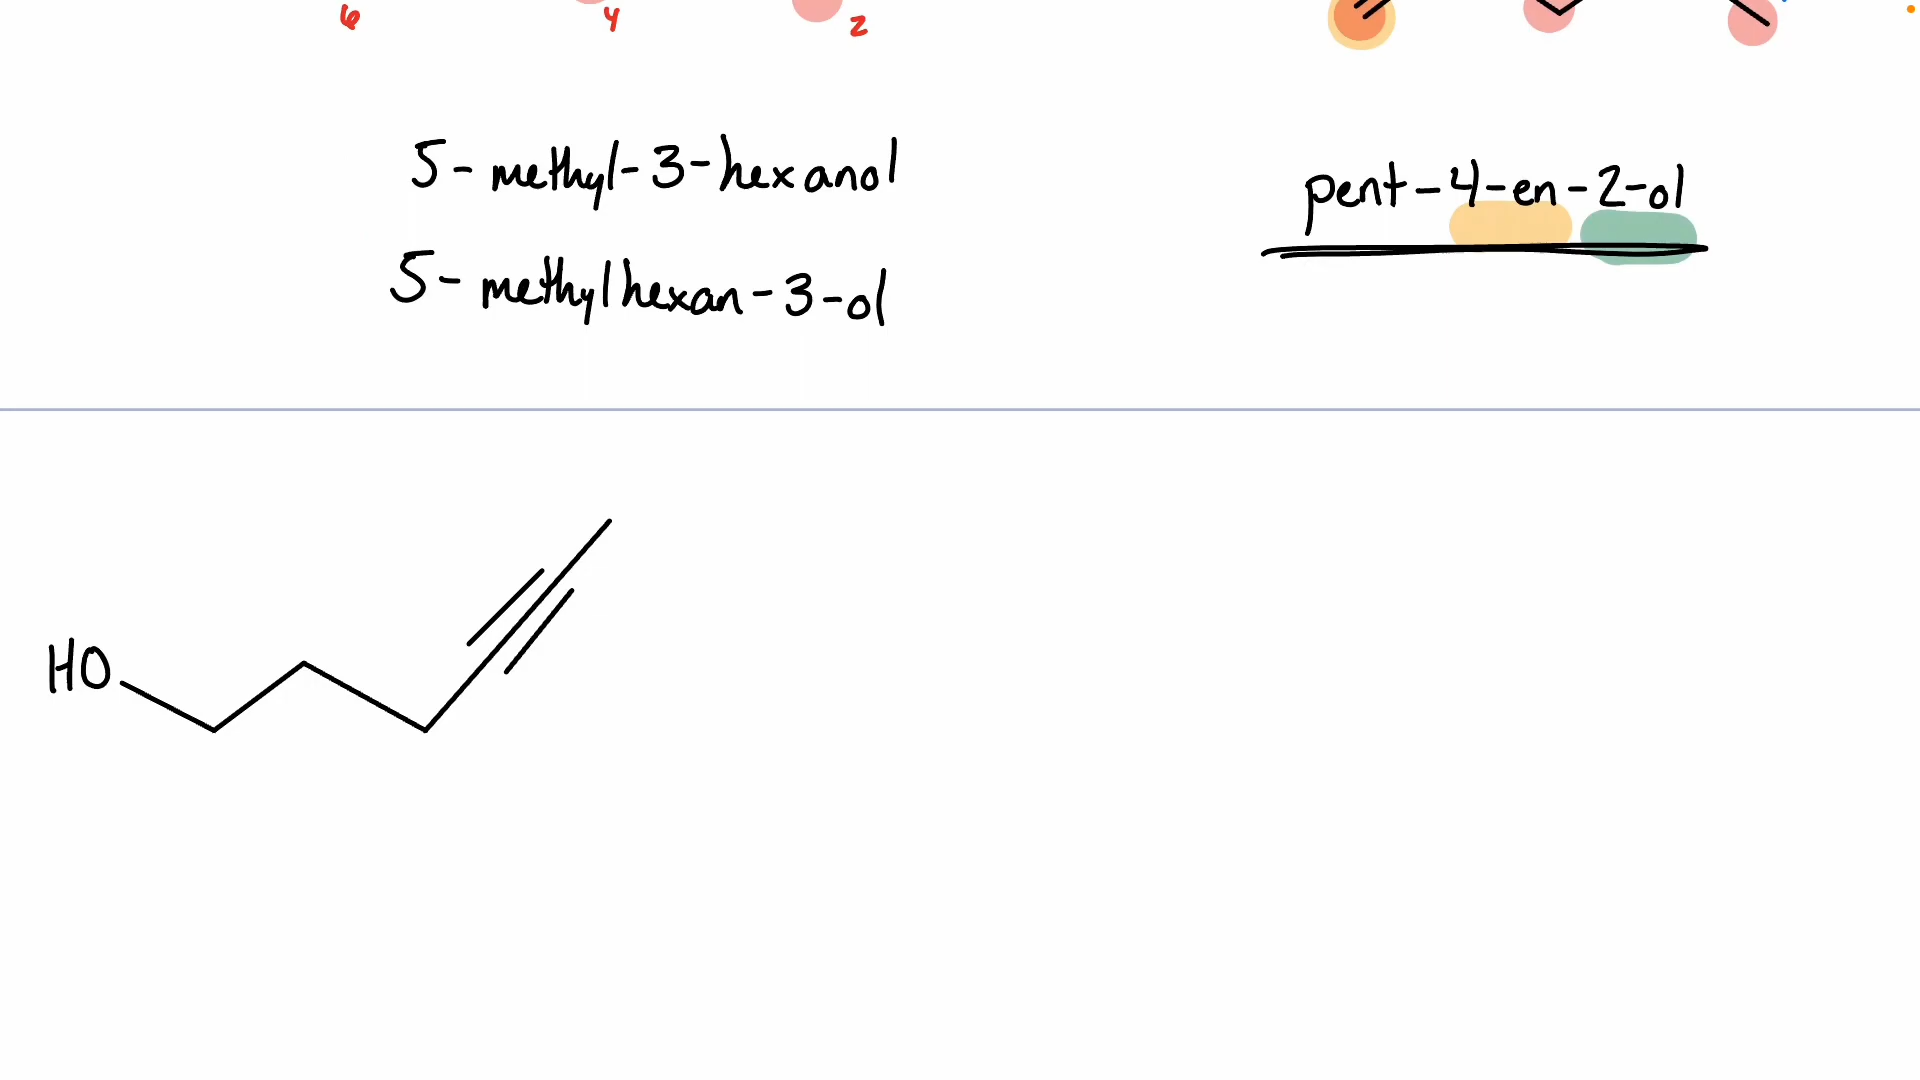 6 4 2
5-methyl-3-hexanol
5-methylhexan-3-ol
pent-4-en-2-ol
HO